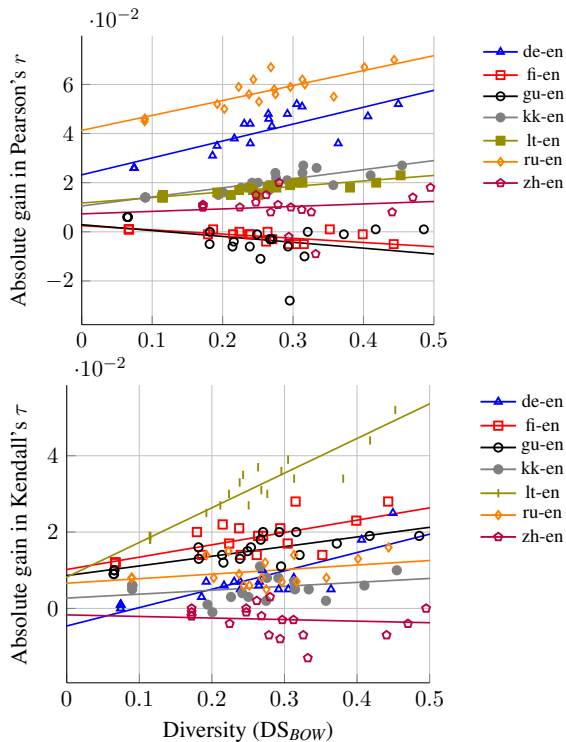 ·10⁻²
6
4
2
0
−2
0 0.1 0.2 0.3 0.4 0.5
Absolute gain in Pearson's r
de-en
fi-en
gu-en
kk-en
lt-en
ru-en
zh-en
·10⁻²
4
2
0
0 0.1 0.2 0.3 0.4 0.5
Absolute gain in Kendall's τ
Diversity (DS_BOW)
de-en
fi-en
gu-en
kk-en
lt-en
ru-en
zh-en